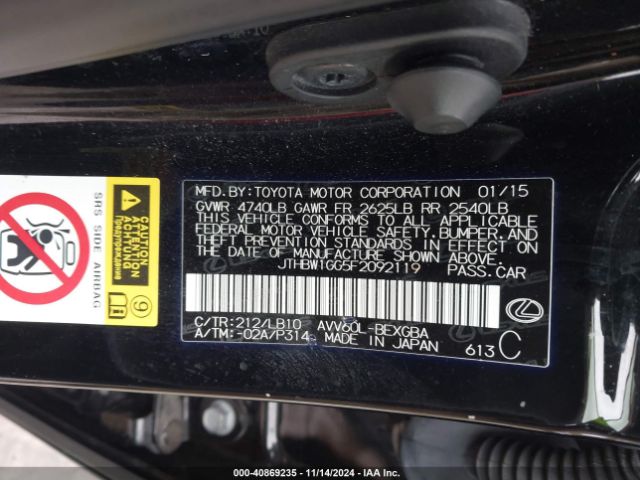 MFD.BY:TOYOTA MOTOR CORPORATION 01/15
GVWR 4740LB GAWR FR 2625LB RR 2540LB
THIS VEHICLE CONFORMS TO ALL APPLICABLE
FEDERAL MOTOR VEHICLE SAFETY,BUMPER,AND
THEFT PREVENTION STANDARDS IN EFFECT ON
THE DATE OF MANUFACTURE SHOWN ABOVE.
JTHBW1GG5F2092119 PASS.CAR
C/TR:212/LB10 AVV60L-BEXGBA
A/TM:-02A/P314 MADE IN JAPAN 613 C
SRS SIDE AIRBAG
Предупреждение
9
000-40869235 - 11/14/2024 - IAA Inc.